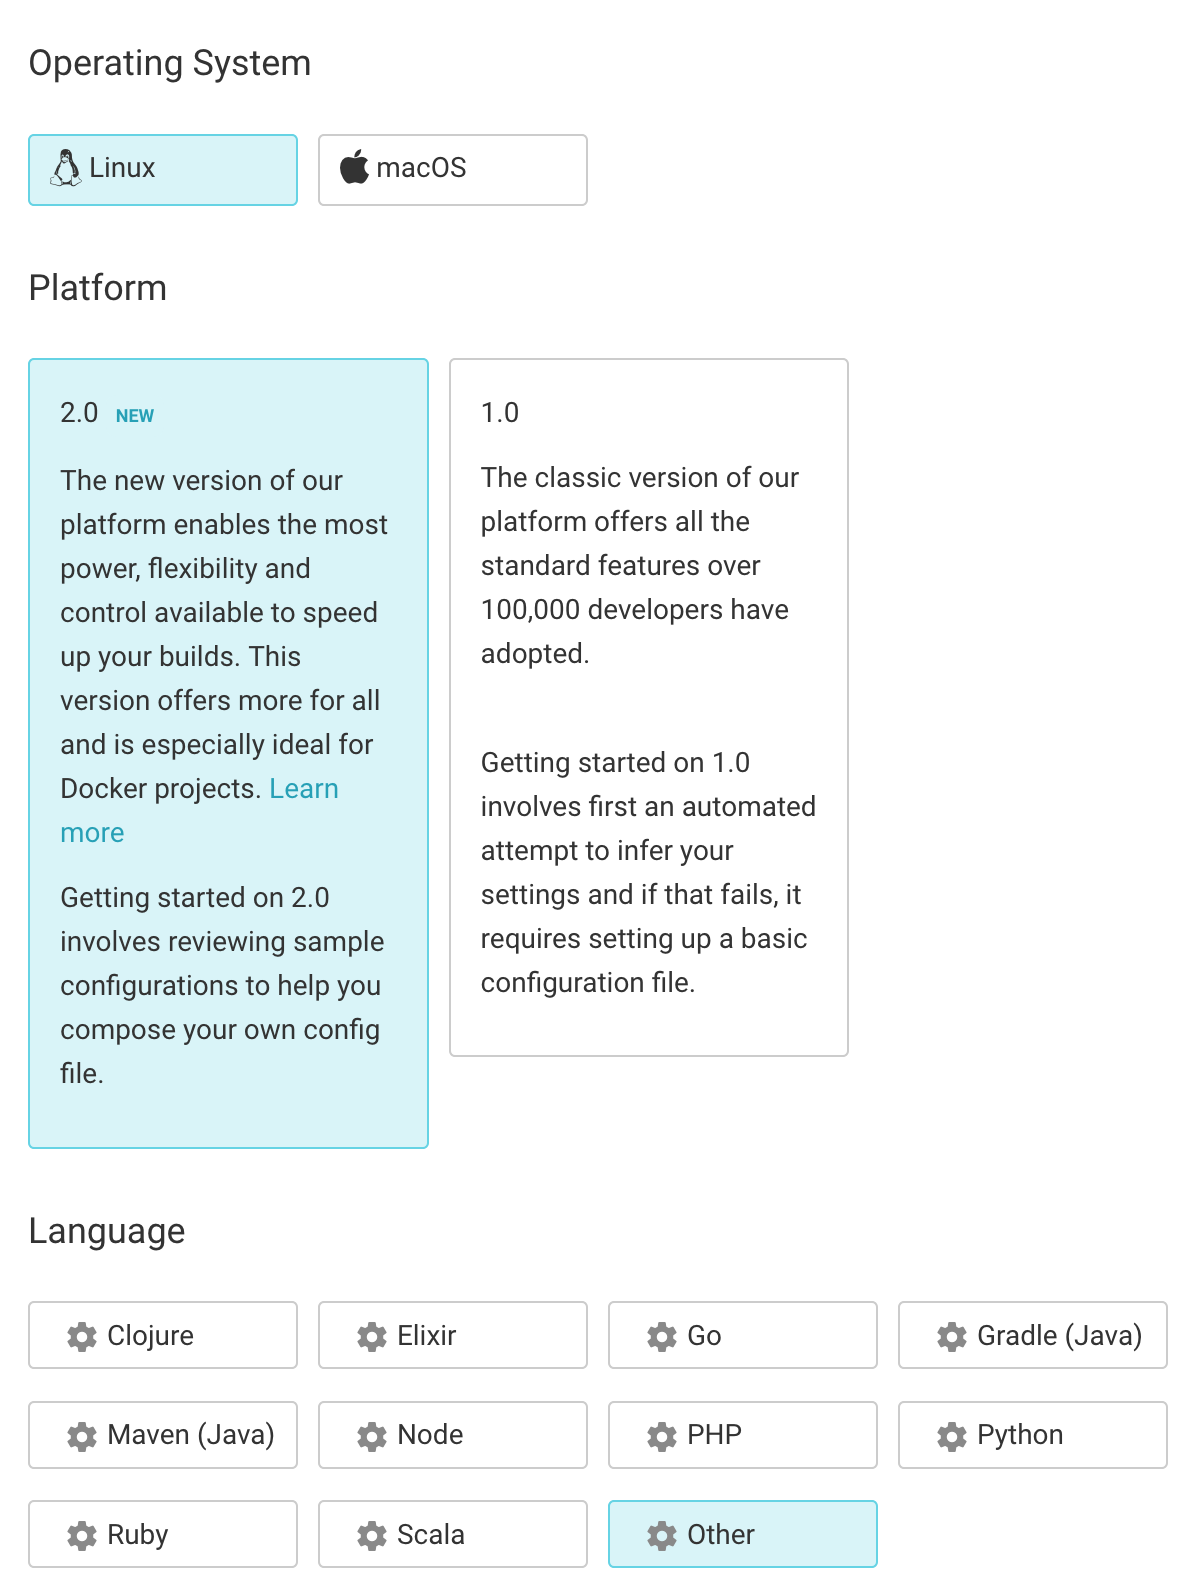 Operating System
Linux
macOS
Platform
2.0 NEW
The new version of our
platform enables the most
power, flexibility and
control available to speed
up your builds. This
version offers more for all
and is especially ideal for
Docker projects. Learn
more
Getting started on 2.0
involves reviewing sample
configurations to help you
compose your own config
file.
1.0
The classic version of our
platform offers all the
standard features over
100,000 developers have
adopted.
Getting started on 1.0
involves first an automated
attempt to infer your
settings and if that fails, it
requires setting up a basic
configuration file.
Language
Clojure
Elixir
Go
Gradle (Java)
Maven (Java)
Node
PHP
Python
Ruby
Scala
Other